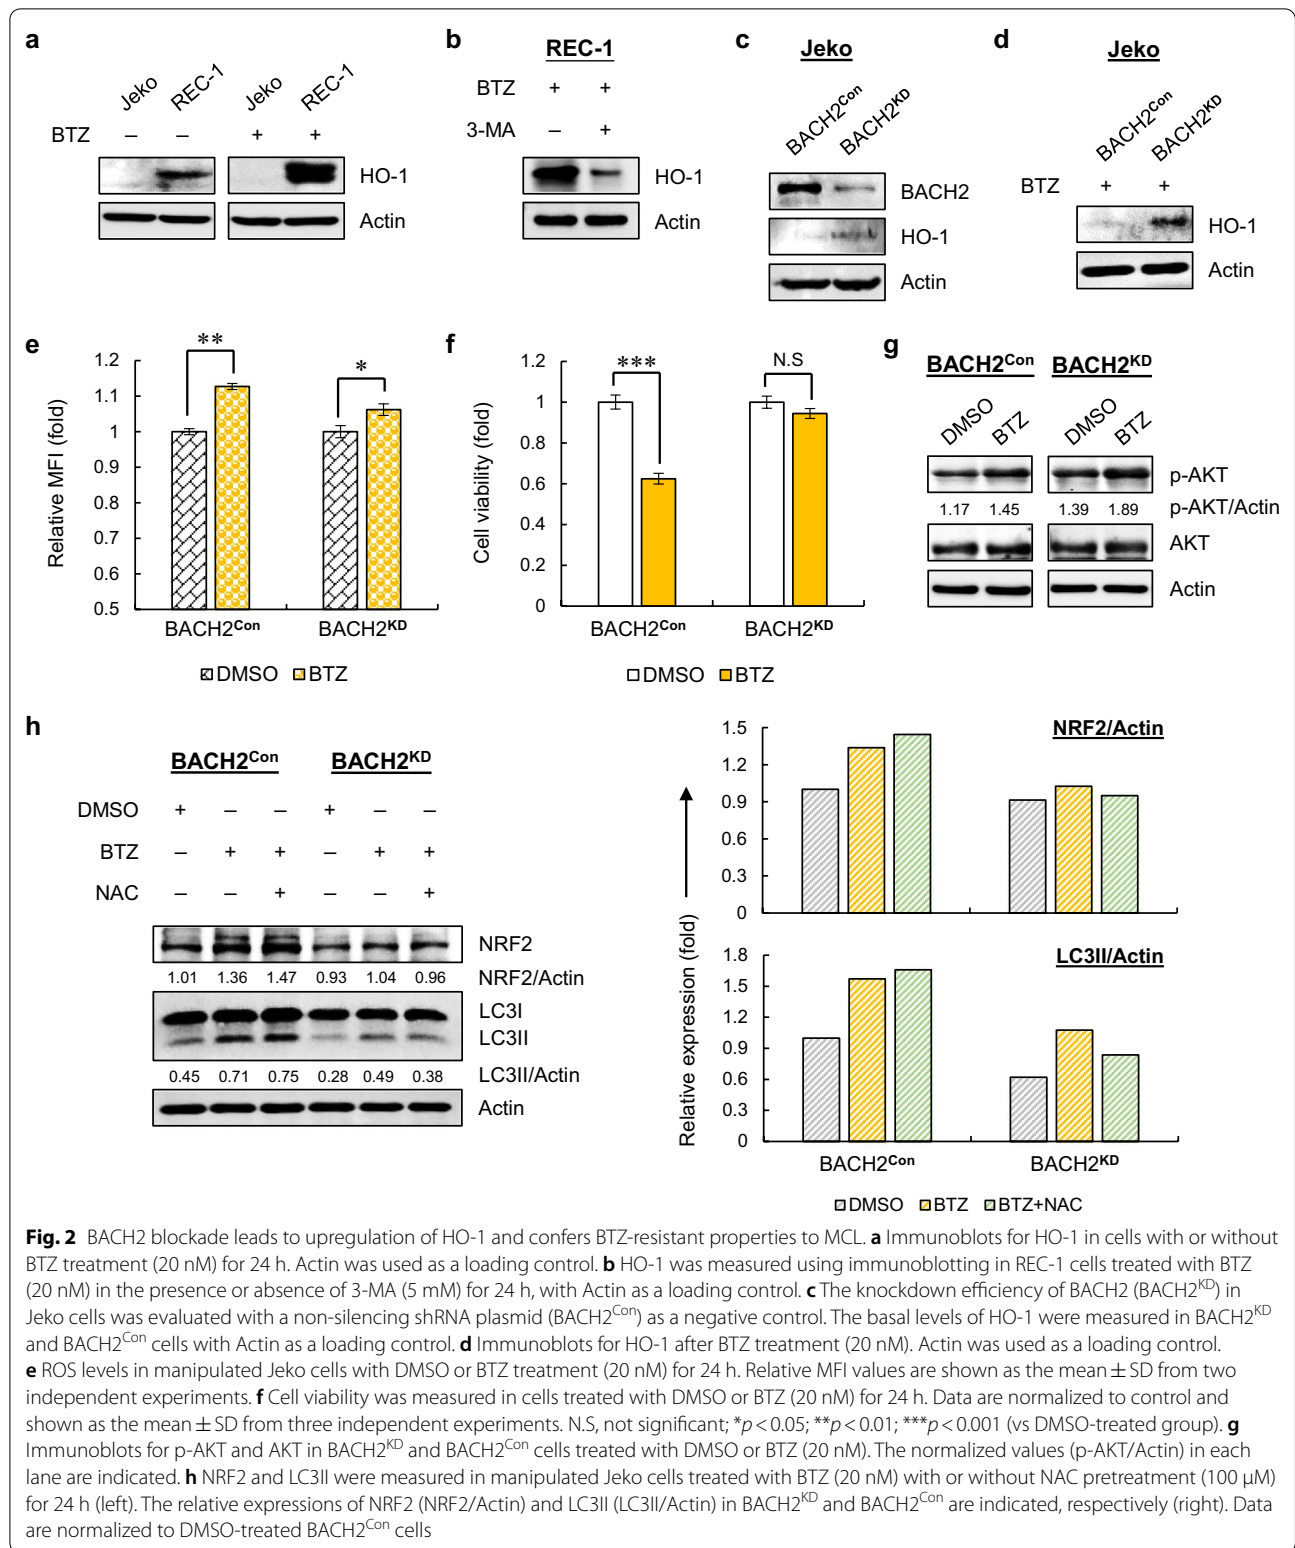 a
Jeko REC-1 Jeko REC-1
BTZ – – + +
HO-1
Actin
b
REC-1
BTZ + +
3-MA – +
HO-1
Actin
c
Jeko
BACH2Con BACH2KD
BACH2
HO-1
Actin
d
Jeko
BACH2Con BACH2KD
BTZ + +
HO-1
Actin
e
Relative MFI (fold)
1.2
1.1
1
0.9
0.8
0.7
0.6
0.5
** *
BACH2Con BACH2KD
DMSO BTZ
f
Cell viability (fold)
1.2
1
0.8
0.6
0.4
0.2
0
*** N.S
BACH2Con BACH2KD
DMSO BTZ
g
BACH2Con BACH2KD
DMSO BTZ DMSO BTZ
p-AKT
1.17 1.45 1.39 1.89 p-AKT/Actin
AKT
Actin
h
BACH2Con BACH2KD
DMSO + – – + – –
BTZ – + + – + +
NAC – – + – – +
NRF2
1.01 1.36 1.47 0.93 1.04 0.96 NRF2/Actin
LC3I
LC3II
0.45 0.71 0.75 0.28 0.49 0.38 LC3II/Actin
Actin
Relative expression (fold)
NRF2/Actin
1.5
1.2
0.9
0.6
0.3
0
LC3II/Actin
1.8
1.5
1.2
0.9
0.6
0.3
0
BACH2Con BACH2KD
DMSO BTZ BTZ+NAC
Fig. 2 BACH2 blockade leads to upregulation of HO-1 and confers BTZ-resistant properties to MCL. a Immunoblots for HO-1 in cells with or without
BTZ treatment (20 nM) for 24 h. Actin was used as a loading control. b HO-1 was measured using immunoblotting in REC-1 cells treated with BTZ
(20 nM) in the presence or absence of 3-MA (5 mM) for 24 h, with Actin as a loading control. c The knockdown efficiency of BACH2 (BACH2KD) in
Jeko cells was evaluated with a non-silencing shRNA plasmid (BACH2Con) as a negative control. The basal levels of HO-1 were measured in BACH2KD
and BACH2Con cells with Actin as a loading control. d Immunoblots for HO-1 after BTZ treatment (20 nM). Actin was used as a loading control.
e ROS levels in manipulated Jeko cells with DMSO or BTZ treatment (20 nM) for 24 h. Relative MFI values are shown as the mean ± SD from two
independent experiments. f Cell viability was measured in cells treated with DMSO or BTZ (20 nM) for 24 h. Data are normalized to control and
shown as the mean ± SD from three independent experiments. N.S, not significant; *p < 0.05; **p < 0.01; ***p < 0.001 (vs DMSO-treated group). g
Immunoblots for p-AKT and AKT in BACH2KD and BACH2Con cells treated with DMSO or BTZ (20 nM). The normalized values (p-AKT/Actin) in each
lane are indicated. h NRF2 and LC3II were measured in manipulated Jeko cells treated with BTZ (20 nM) with or without NAC pretreatment (100 µM)
for 24 h (left). The relative expressions of NRF2 (NRF2/Actin) and LC3II (LC3II/Actin) in BACH2KD and BACH2Con are indicated, respectively (right). Data
are normalized to DMSO-treated BACH2Con cells